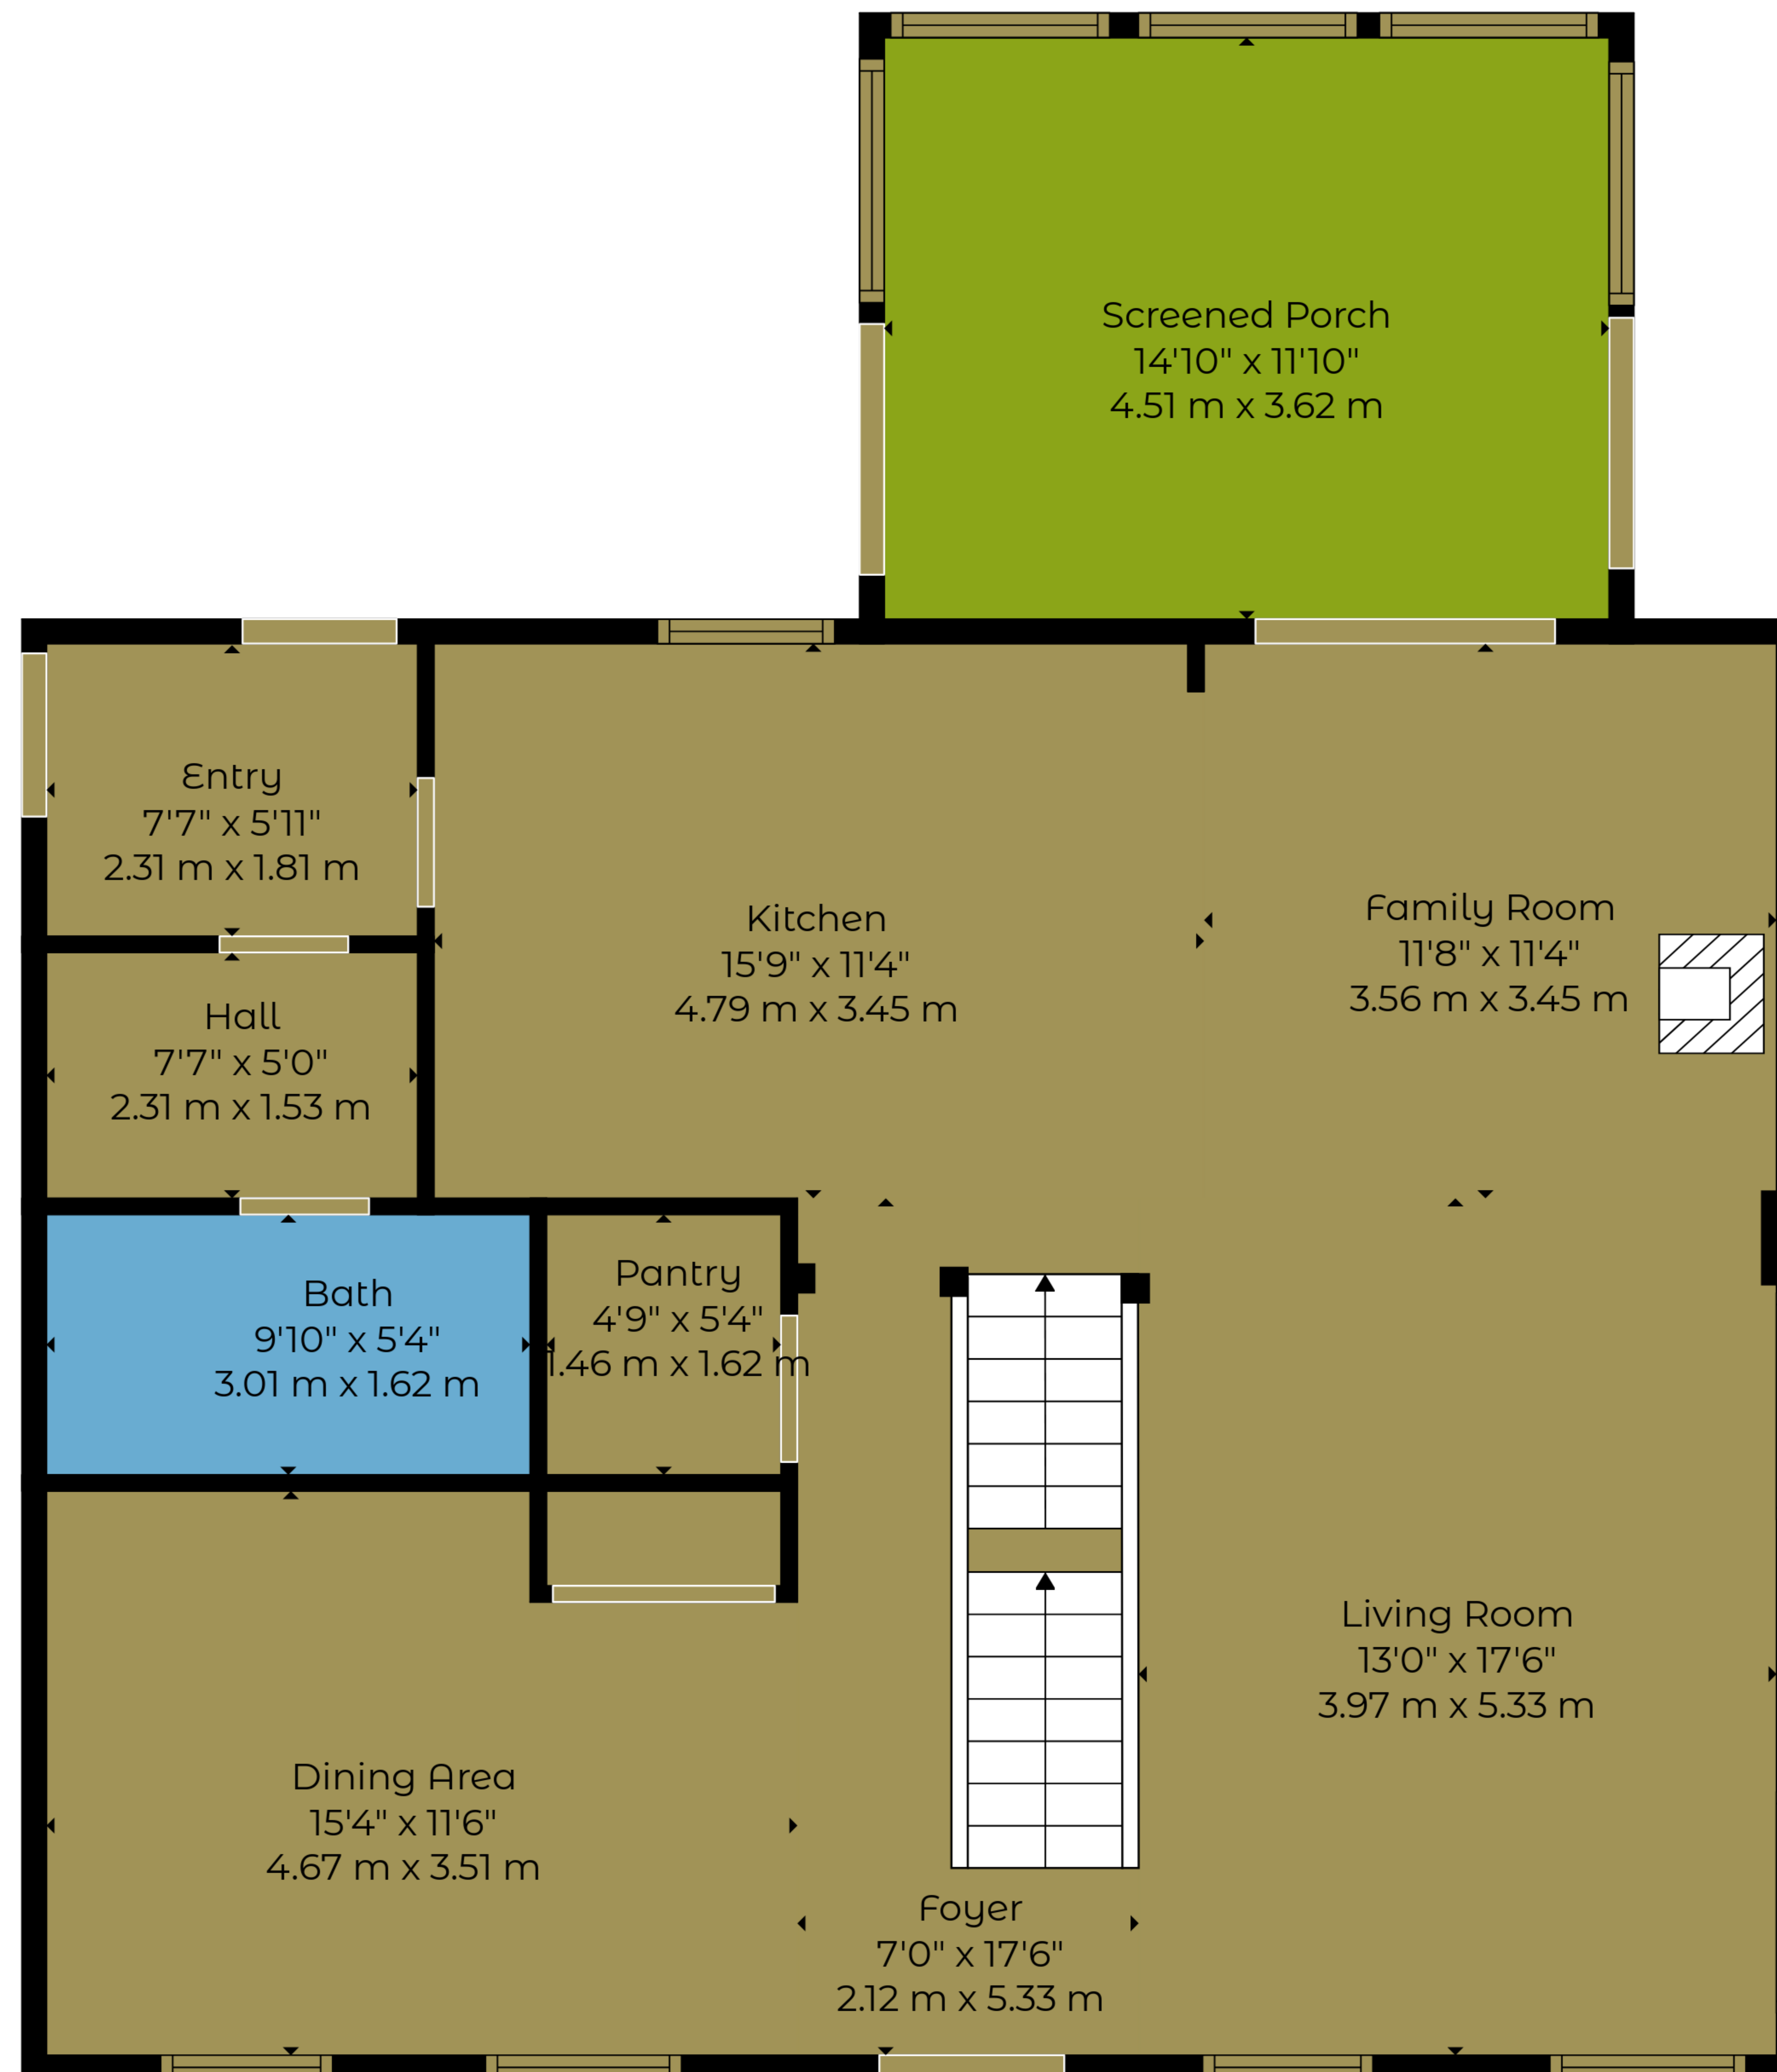 Screened Porch
14'10" x 11'10"
4.51 m x 3.62 m
Entry
7'7" x 5'11"
2.31 m x 1.81 m
Kitchen
15'9" x 11'4"
4.79 m x 3.45 m
Family Room
11'8" x 11'4"
3.56 m x 3.45 m
Hall
7'7" x 5'0"
2.31 m x 1.53 m
Bath
9'10" x 5'4"
3.01 m x 1.62 m
Pantry
4'9" x 5'4"
1.46 m x 1.62 m
Living Room
13'0" x 17'6"
3.97 m x 5.33 m
Dining Area
15'4" x 11'6"
4.67 m x 3.51 m
Foyer
7'0" x 17'6"
2.12 m x 5.33 m